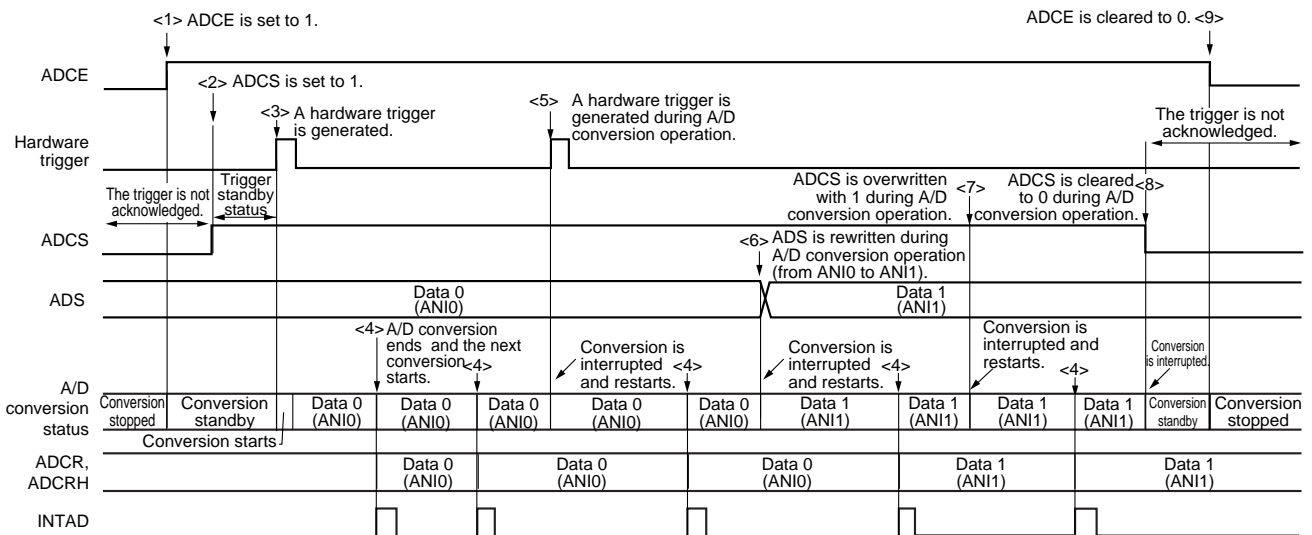 <1> ADCE is set to 1.
ADCE is cleared to 0. <9>
ADCE
<2> ADCS is set to 1.
<3> A hardware trigger
is generated.
<5> A hardware trigger is
generated during A/D
conversion operation.
The trigger is not
acknowledged.
Hardware
trigger
The trigger is not
acknowledged.
Trigger
standby
status
ADCS is overwritten
with 1 during A/D
conversion operation.
<7>
ADCS is cleared
to 0 during A/D
conversion operation.
<8>
ADCS
<6> ADS is rewritten during
A/D conversion operation
(from ANI0 to ANI1).
ADS
Data 0
(ANI0)
Data 1
(ANI1)
<4> A/D conversion
ends and the next
conversion
starts.
<4>
Conversion is
interrupted
and restarts.
<4>
Conversion is
interrupted
and restarts.
<4>
Conversion is
interrupted and
restarts.
<4>
Conversion
is interrupted.
A/D
conversion
status
Conversion
stopped
Conversion
standby
Conversion starts
Data 0
(ANI0)
Data 0
(ANI0)
Data 0
(ANI0)
Data 0
(ANI0)
Data 0
(ANI0)
Data 1
(ANI1)
Data 1
(ANI1)
Data 1
(ANI1)
Data 1
(ANI1)
Conversion
standby
Conversion
stopped
ADCR,
ADCRH
Data 0
(ANI0)
Data 0
(ANI0)
Data 0
(ANI0)
Data 1
(ANI1)
Data 1
(ANI1)
INTAD